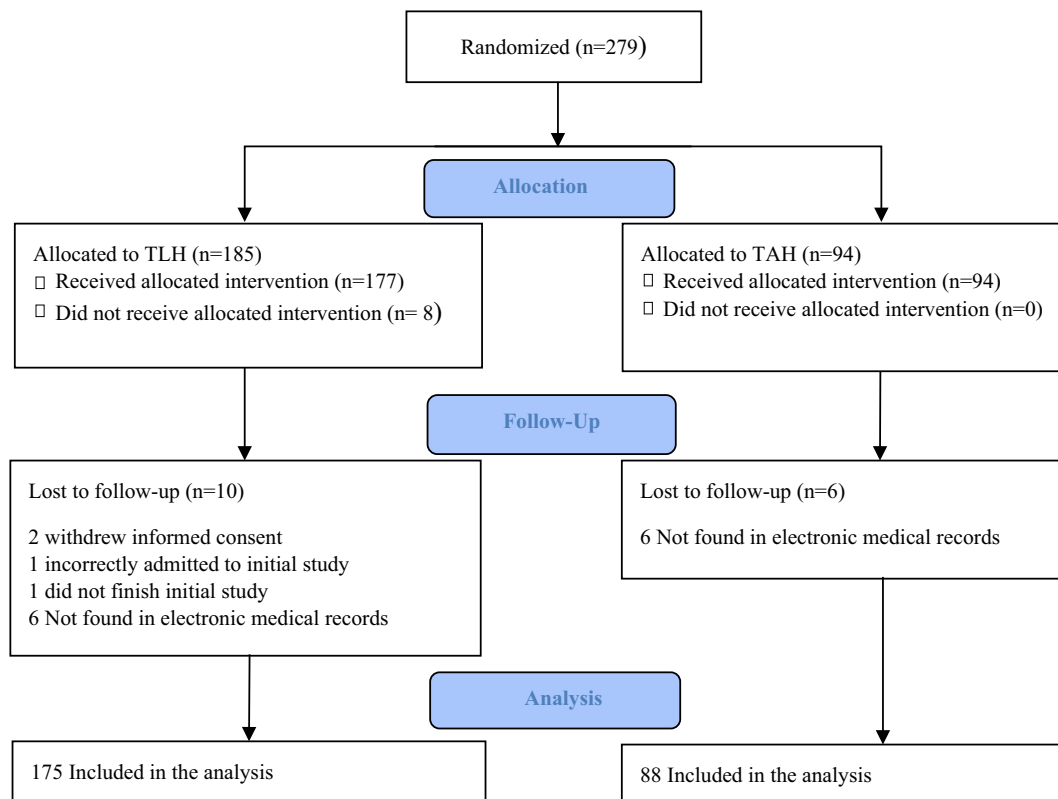 Randomized (n=279)
Allocation
Allocated to TLH (n=185)
▯ Received allocated intervention (n=177)
▯ Did not receive allocated intervention (n= 8)
Allocated to TAH (n=94)
▯ Received allocated intervention (n=94)
▯ Did not receive allocated intervention (n=0)
Follow-Up
Lost to follow-up (n=10)
2 withdrew informed consent
1 incorrectly admitted to initial study
1 did not finish initial study
6 Not found in electronic medical records
Lost to follow-up (n=6)
6 Not found in electronic medical records
Analysis
175 Included in the analysis
88 Included in the analysis